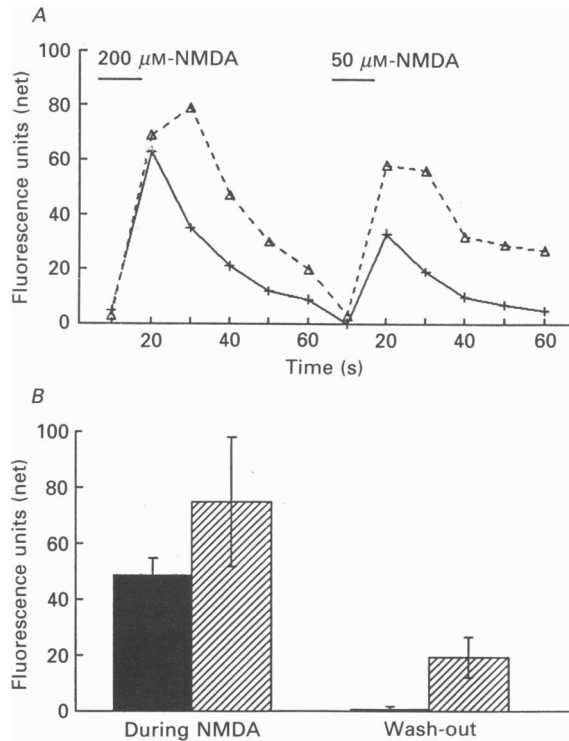 A
100
200 µM-NMDA
50 µM-NMDA
80
60
40
20
0
Fluorescence units (net)
20 40 60 20 40 60
Time (s)
B
100
80
60
40
20
0
Fluorescence units (net)
During NMDA Wash-out